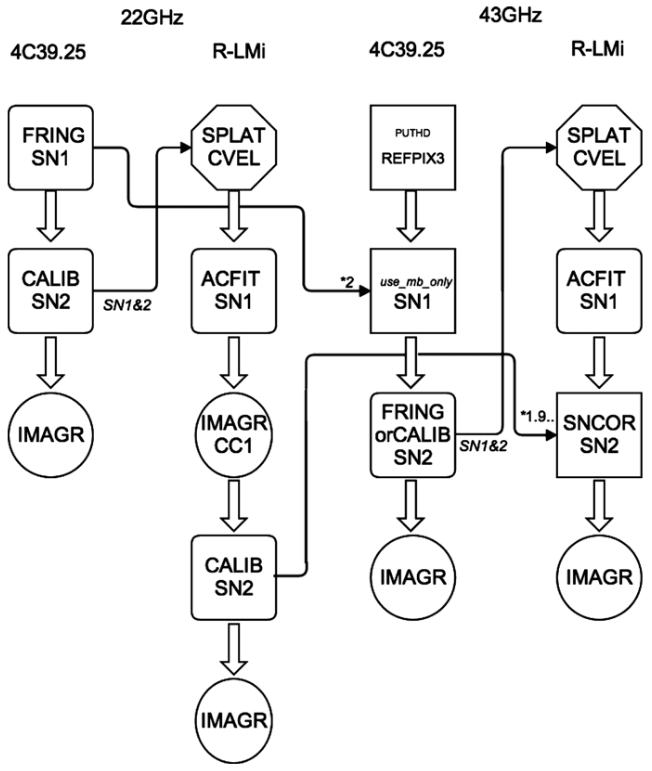 22GHz
43GHz
4C39.25
R-LMi
4C39.25
R-LMi
FRING
SN1
SPLAT
CVEL
PUTHD
REFPIX3
SPLAT
CVEL
CALIB
SN2
SN1&2
ACFIT
SN1
*2
use_mb_only
SN1
ACFIT
SN1
IMAGR
IMAGR
CC1
FRING
orCALIB
SN2
SN1&2
*1.9..
SNCOR
SN2
CALIB
SN2
IMAGR
IMAGR
IMAGR